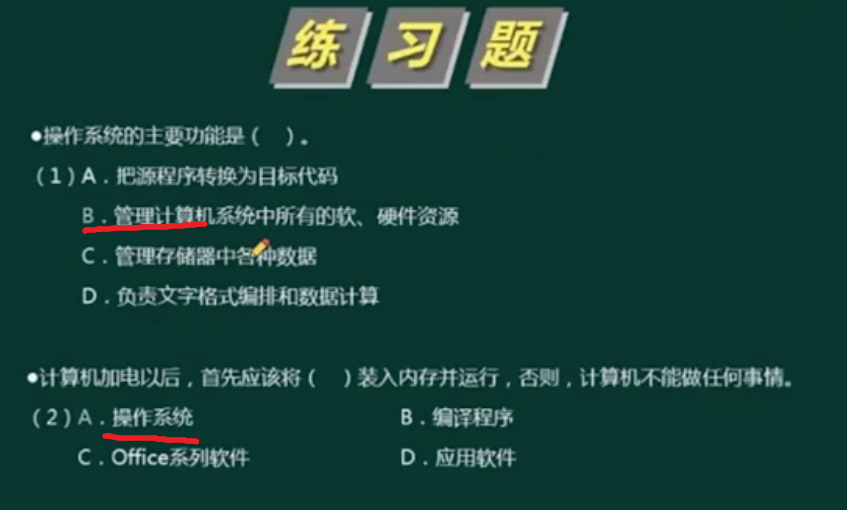 练习题
●操作系统的主要功能是（ ）。
（1）A．把源程序转换为目标代码
B．管理计算机系统中所有的软、硬件资源
C．管理存储器中各种数据
D．负责文字格式编排和数据计算
●计算机加电以后，首先应该将（ ）装入内存并运行，否则，计算机不能做任何事情。
（2）A．操作系统 B．编译程序
C．Office系列软件 D．应用软件